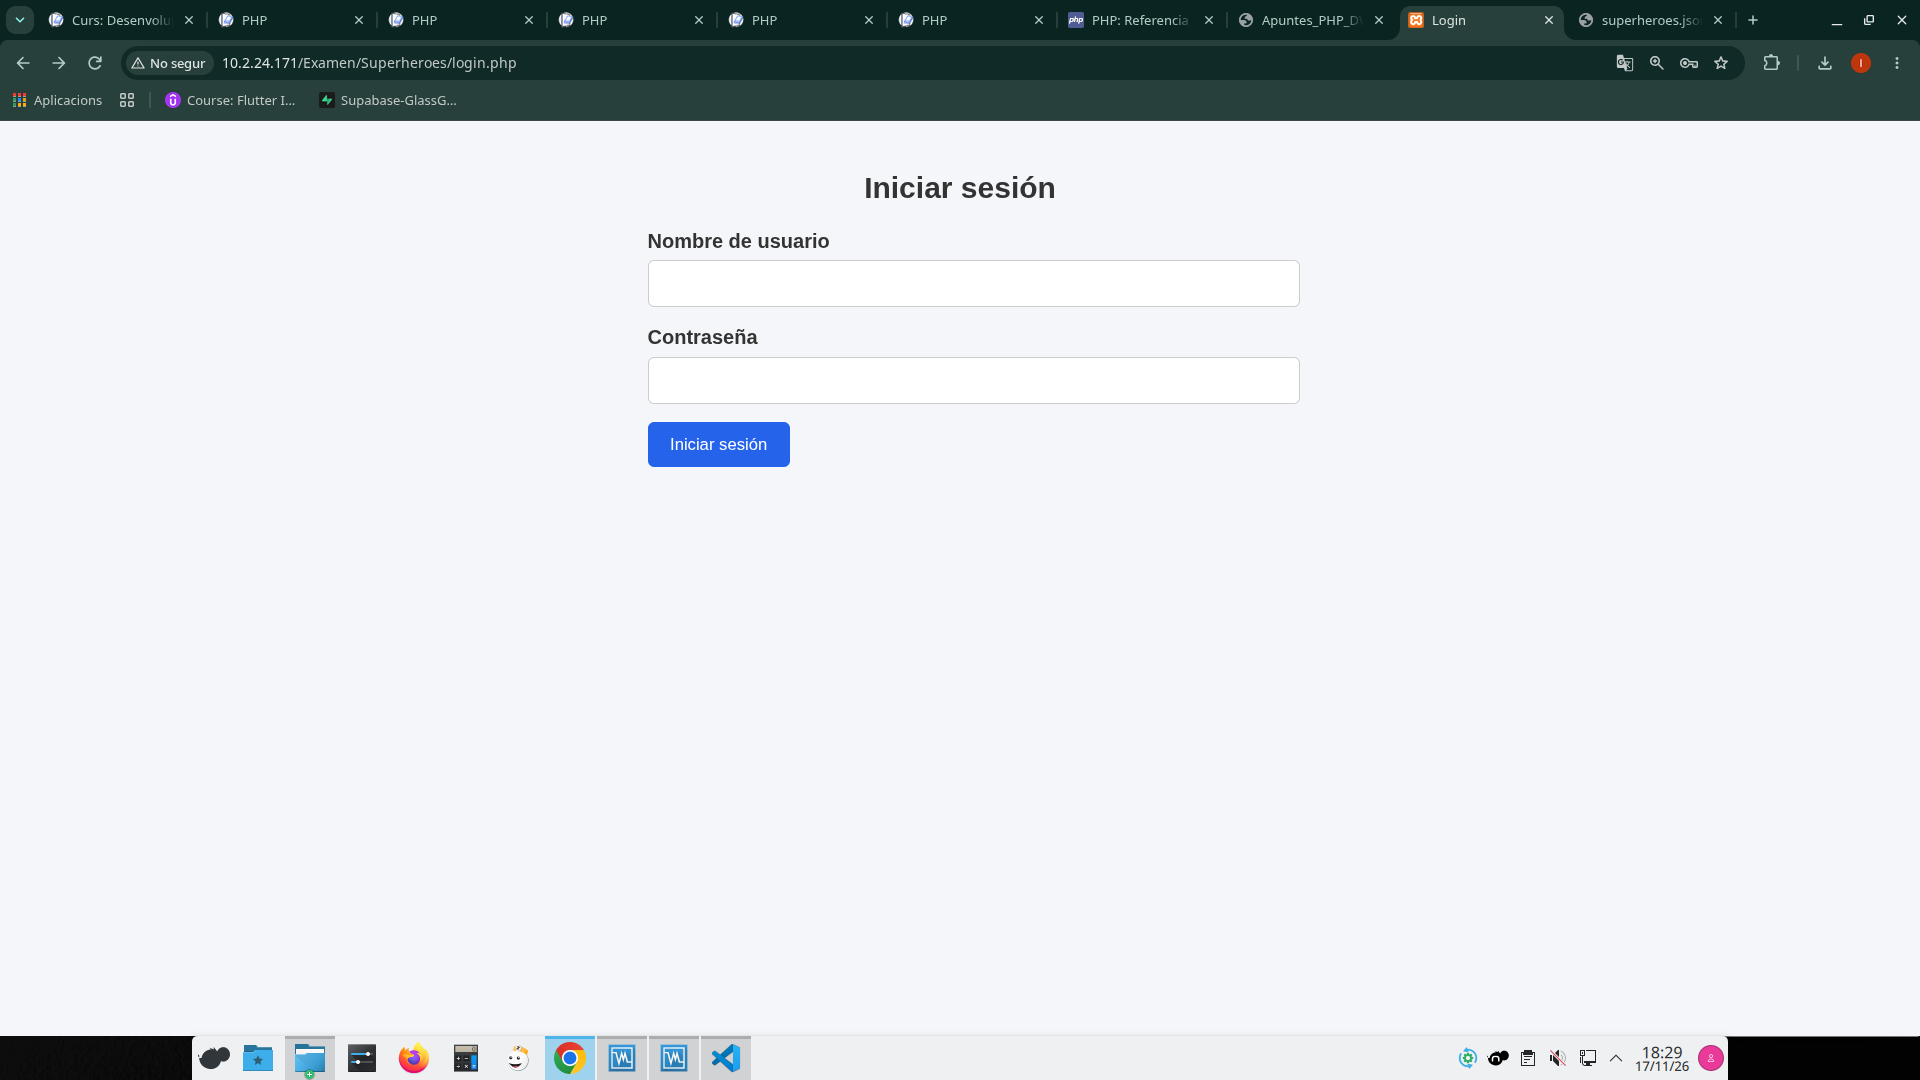 Curs: Desenvolu
PHP
PHP
PHP
PHP
PHP
PHP: Referencia
Apuntes_PHP_D
Login
superheroes.jso
No segur
10.2.24.171/Examen/Superheroes/login.php
Aplicacions
Course: Flutter I...
Supabase-GlassG...
Iniciar sesión
Nombre de usuario
Contraseña
Iniciar sesión
18:29
17/11/26